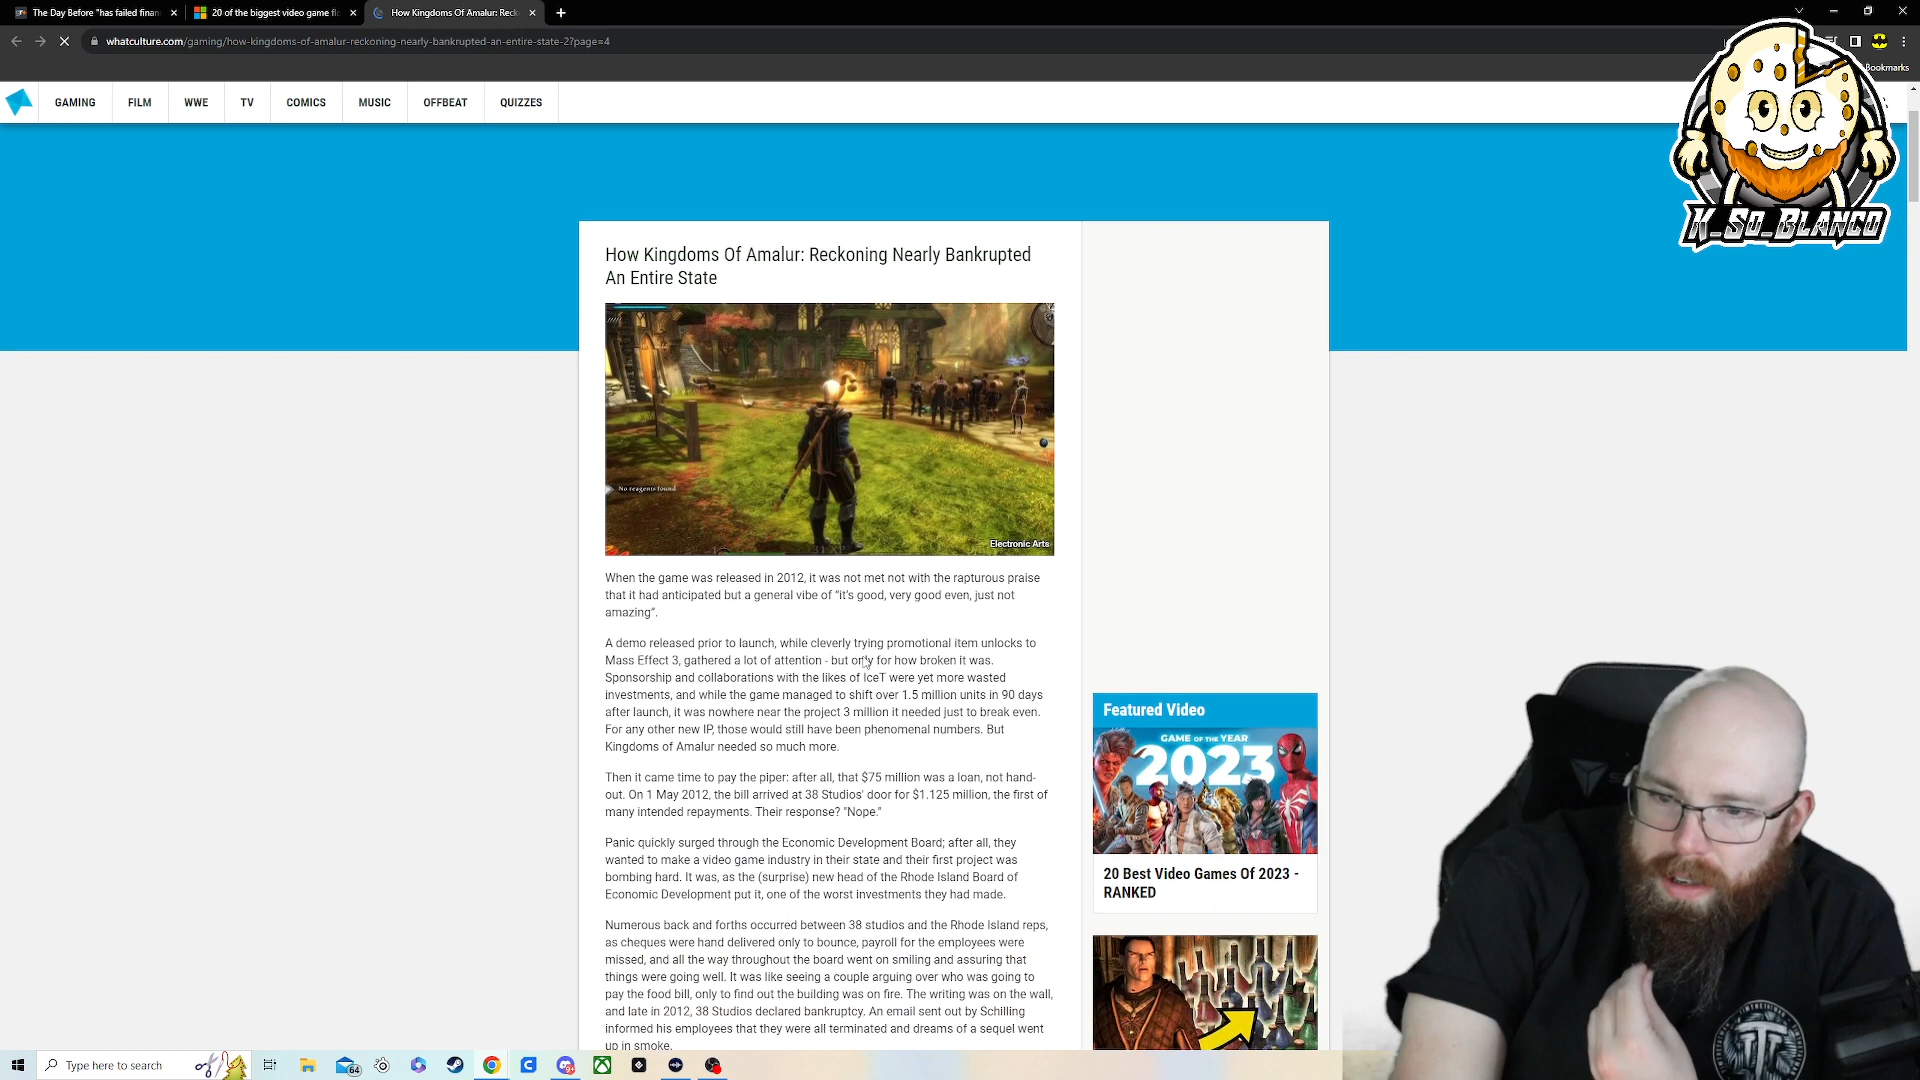 The Day Before "has failed finan
20 of the biggest video game fl
How Kingdoms Of Amalur: Reck
whatculture.com/gaming/how-kingdoms-of-amalur-reckoning-nearly-bankrupted-an-entire-state-2?page=4
Bookmarks
GAMING
FILM
WWE
TV
COMICS
MUSIC
OFFBEAT
QUIZZES
K_So_Blanco
How Kingdoms Of Amalur: Reckoning Nearly Bankrupted
An Entire State
No reagents found
Electronic Arts
When the game was released in 2012, it was not met not with the rapturous praise
that it had anticipated but a general vibe of “it's good, very good even, just not
amazing”.
A demo released prior to launch, while cleverly trying promotional item unlocks to
Mass Effect 3, gathered a lot of attention - but only for how broken it was.
Sponsorship and collaborations with the likes of IceT were yet more wasted
investments, and while the game managed to shift over 1.5 million units in 90 days
after launch, it was nowhere near the project 3 million it needed just to break even.
For any other new IP, those would still have been phenomenal numbers. But
Kingdoms of Amalur needed so much more.
Then it came time to pay the piper: after all, that $75 million was a loan, not hand-
out. On 1 May 2012, the bill arrived at 38 Studios' door for $1.125 million, the first of
many intended repayments. Their response? "Nope."
Panic quickly surged through the Economic Development Board; after all, they
wanted to make a video game industry in their state and their first project was
bombing hard. It was, as the (surprise) new head of the Rhode Island Board of
Economic Development put it, one of the worst investments they had made.
Numerous back and forths occurred between 38 studios and the Rhode Island reps,
as cheques were hand delivered only to bounce, payroll for the employees were
missed, and all the way throughout the board went on smiling and assuring that
things were going well. It was like seeing a couple arguing over who was going to
pay the food bill, only to find out the building was on fire. The writing was on the wall,
and late in 2012, 38 Studios declared bankruptcy. An email sent out by Schilling
informed his employees that they were all terminated and dreams of a sequel went
up in smoke.
Featured Video
GAME OF THE YEAR
2023
20 Best Video Games Of 2023 -
RANKED
Type here to search
64
9+